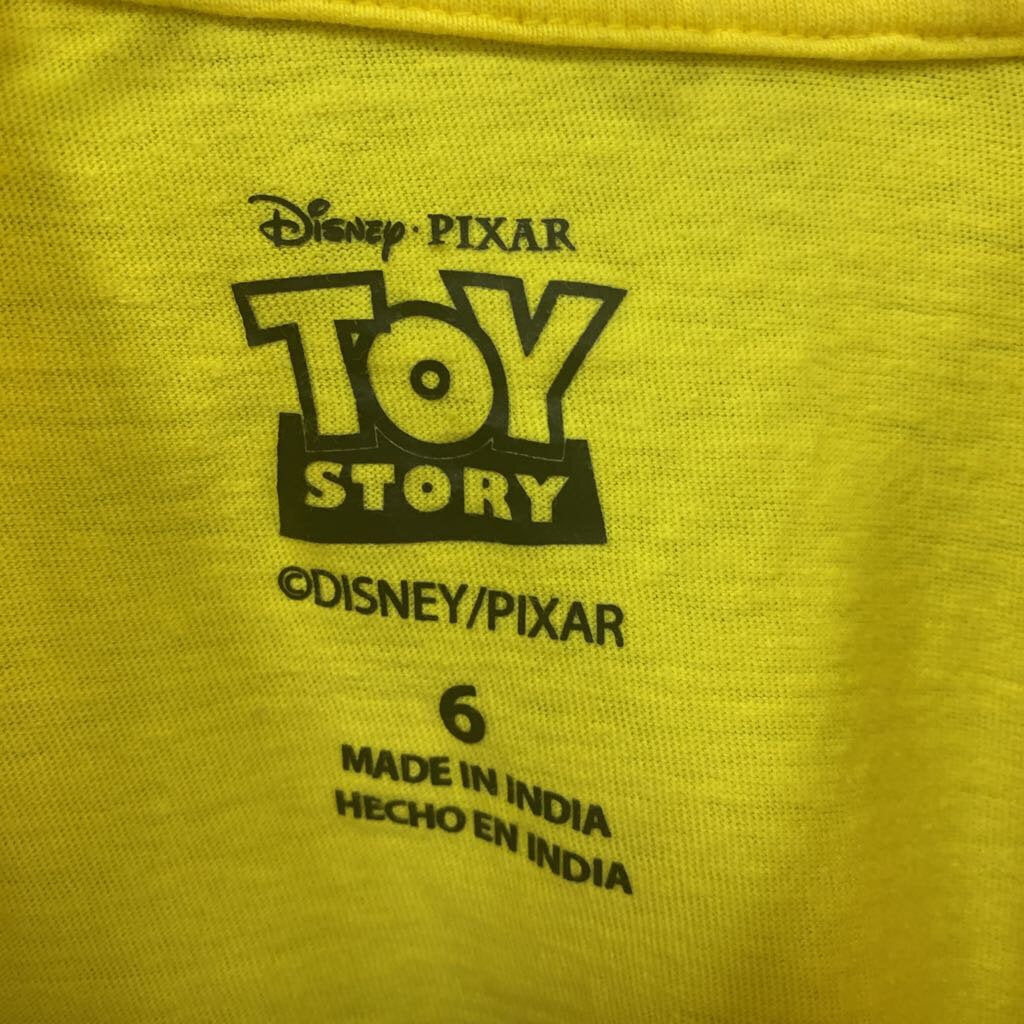 Disney · PIXAR
TOY
STORY
©DISNEY/PIXAR
6
MADE IN INDIA
HECHO EN INDIA